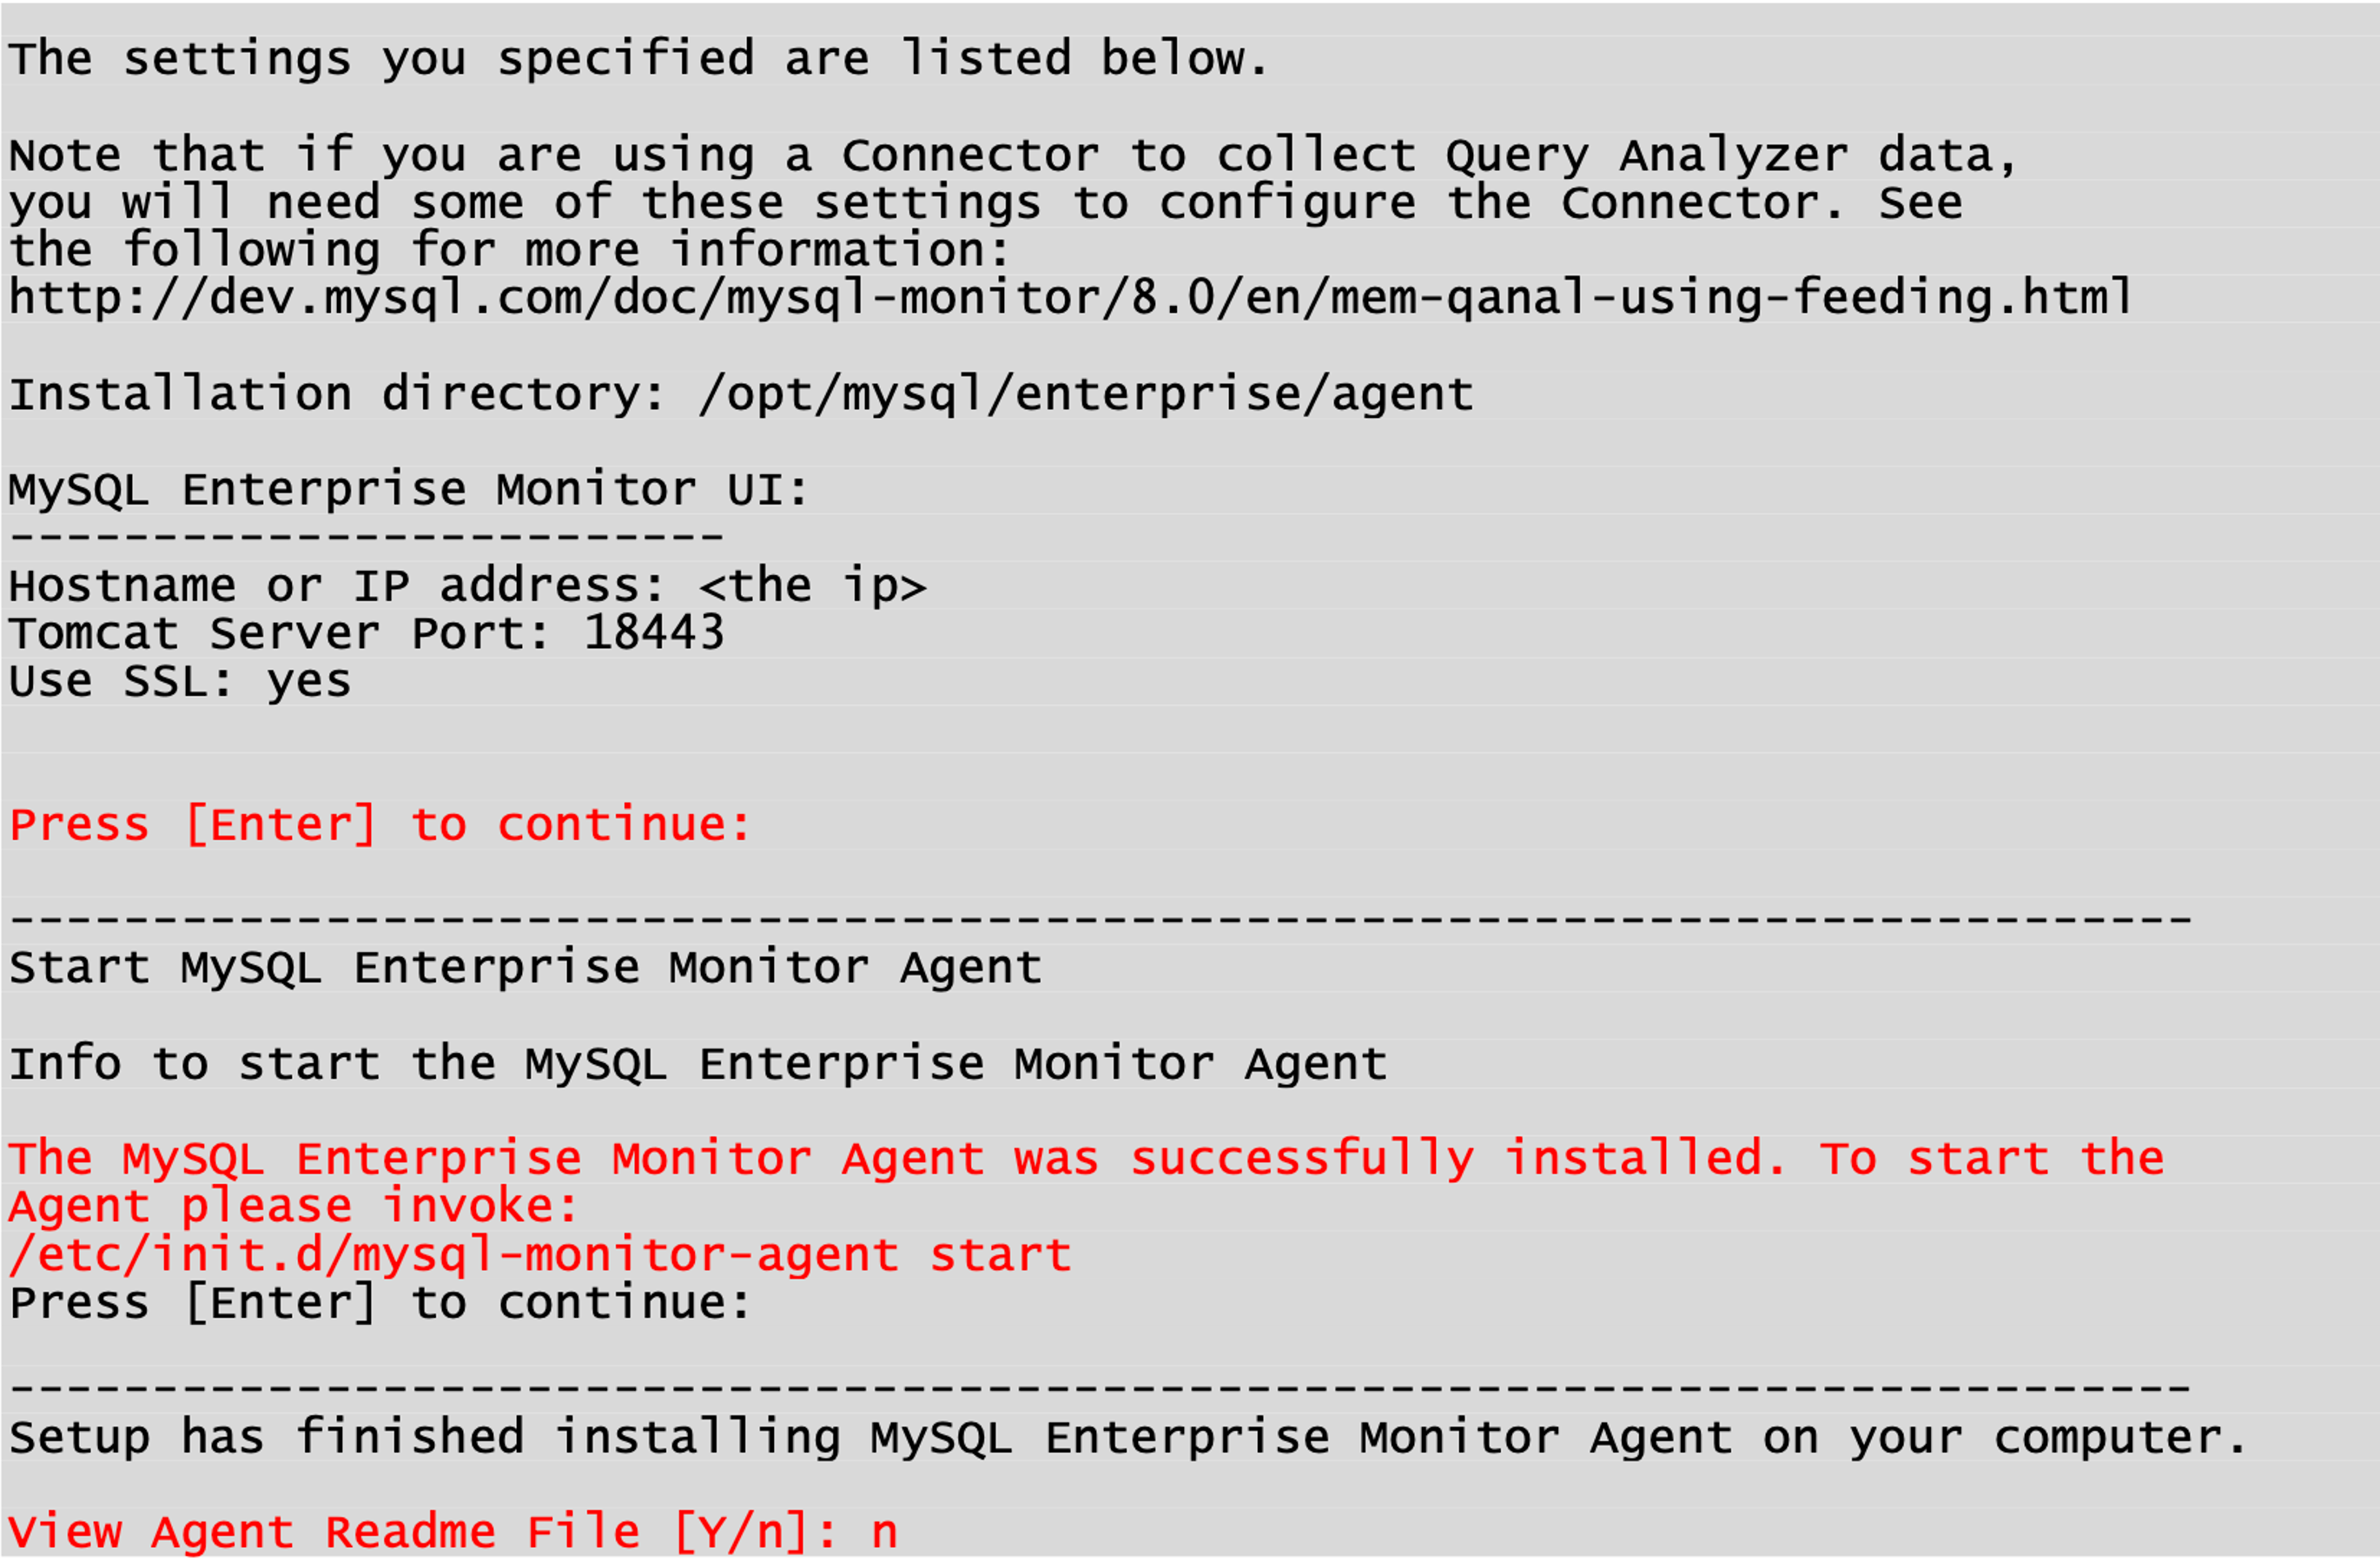 The settings you specified are listed below.
Note that if you are using a Connector to collect Query Analyzer data,
you will need some of these settings to configure the Connector. See
the following for more information:
http://dev.mysql.com/doc/mysql-monitor/8.0/en/mem-qanal-using-feeding.html
Installation directory: /opt/mysql/enterprise/agent
MySQL Enterprise Monitor UI:
-------------------------
Hostname or IP address: <the ip>
Tomcat Server Port: 18443
Use SSL: yes
Press [Enter] to continue:
----------------------------------------------------------------------------
Start MySQL Enterprise Monitor Agent
Info to start the MySQL Enterprise Monitor Agent
The MySQL Enterprise Monitor Agent was successfully installed. To start the
Agent please invoke:
/etc/init.d/mysql-monitor-agent start
Press [Enter] to continue:
----------------------------------------------------------------------------
Setup has finished installing MySQL Enterprise Monitor Agent on your computer.
View Agent Readme File [Y/n]: n